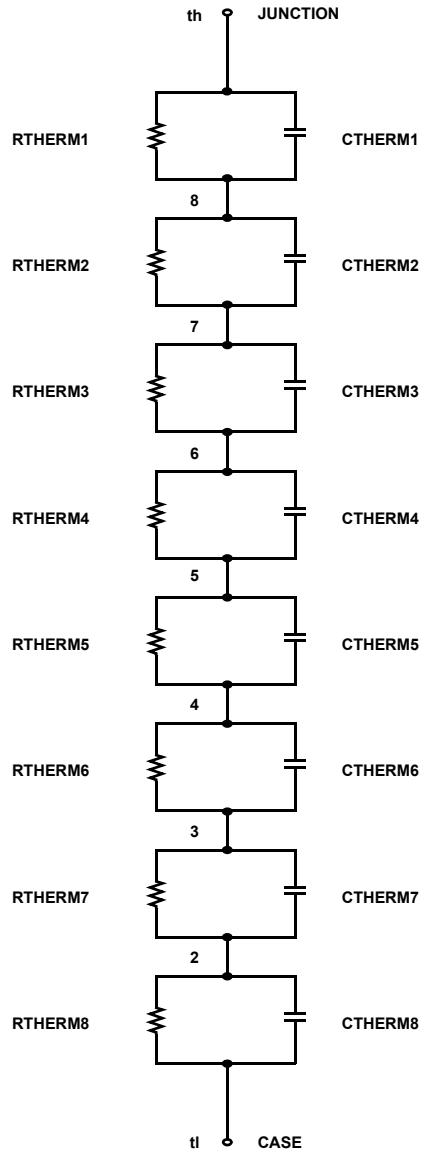 th JUNCTION
RTHERM1 CTHERM1
8
RTHERM2 CTHERM2
7
RTHERM3 CTHERM3
6
RTHERM4 CTHERM4
5
RTHERM5 CTHERM5
4
RTHERM6 CTHERM6
3
RTHERM7 CTHERM7
2
RTHERM8 CTHERM8
tl CASE